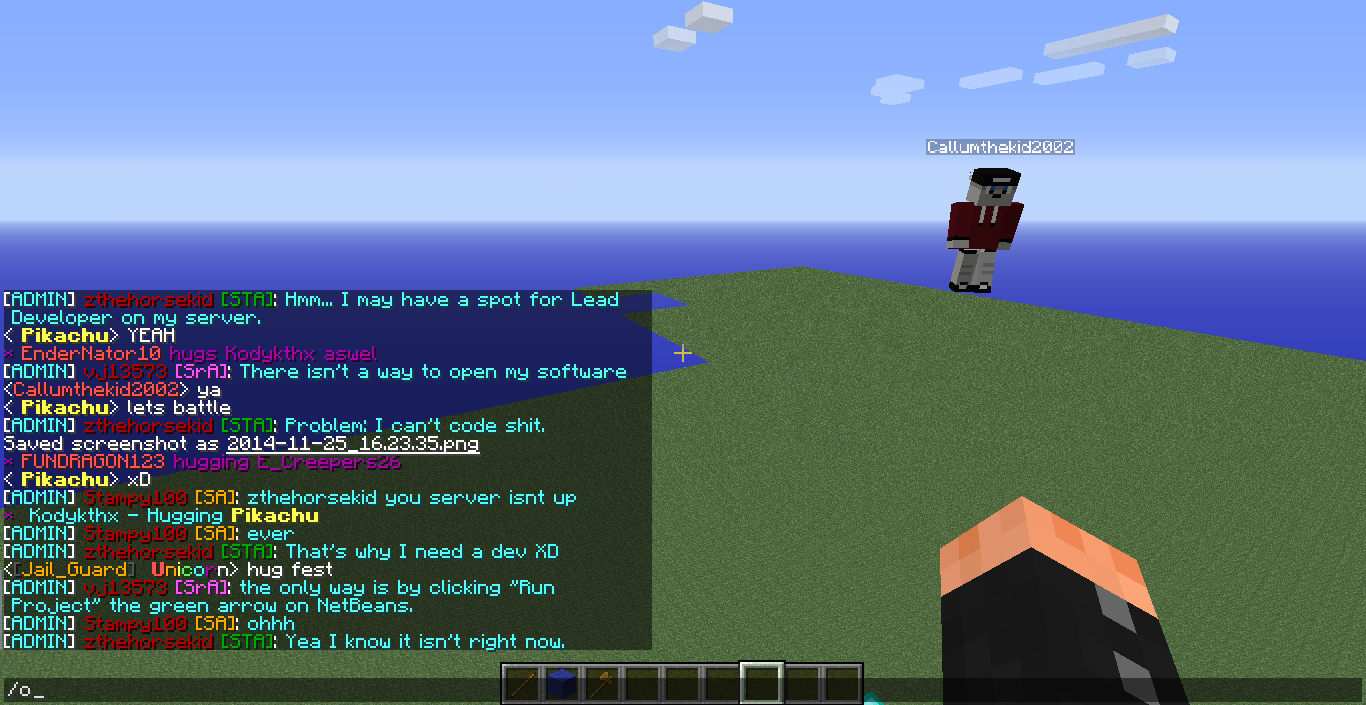 Callumthekid2002
[ADMIN] zthehorsekid [STA]: Hmm... I may have a spot for Lead
Developer on my server.
< Pikachu> YEAH
* EnderNator10 hugs Kodykthx aswel
[ADMIN] vj13573 [SrA]: There isn't a way to open my software
<Callumthekid2002> ya
< Pikachu> lets battle
[ADMIN] zthehorsekid [STA]: Problem: I can't code shit.
Saved screenshot as 2014-11-25_16.23.35.png
* FUNDRAGON123 hugging E_Creepers26
< Pikachu> xD
[ADMIN] Stampy100 [SA]: zthehorsekid you server isnt up
* Kodykthx - Hugging Pikachu
[ADMIN] Stampy100 [SA]: ever
[ADMIN] zthehorsekid [STA]: That's why I need a dev XD
<[Jail_Guard] Unicorn> hug fest
[ADMIN] vj13573 [SrA]: the only way is by clicking "Run
Project" the green arrow on NetBeans.
[ADMIN] Stampy100 [SA]: ohhh
[ADMIN] zthehorsekid [STA]: Yea I know it isn't right now.
/o_